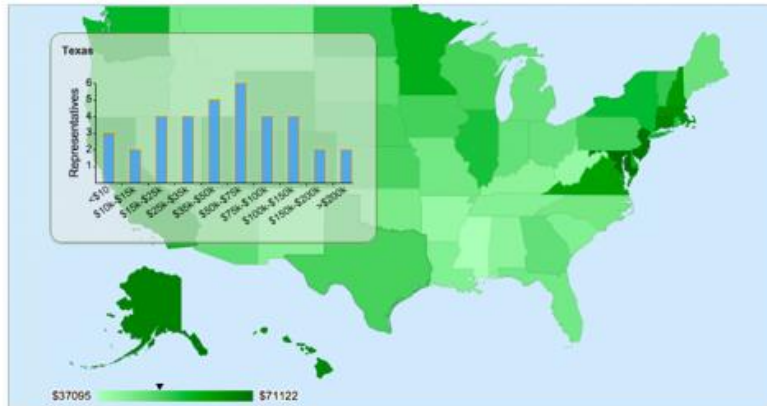 Texas
Representatives
6
5
4
3
2
1
<$10
$10k-$15k
$15k-$25k
$25k-$35k
$35k-$50k
$50k-$75k
$75k-$100k
$100k-$150k
$150k-$200k
>$200k
$37095
$71122